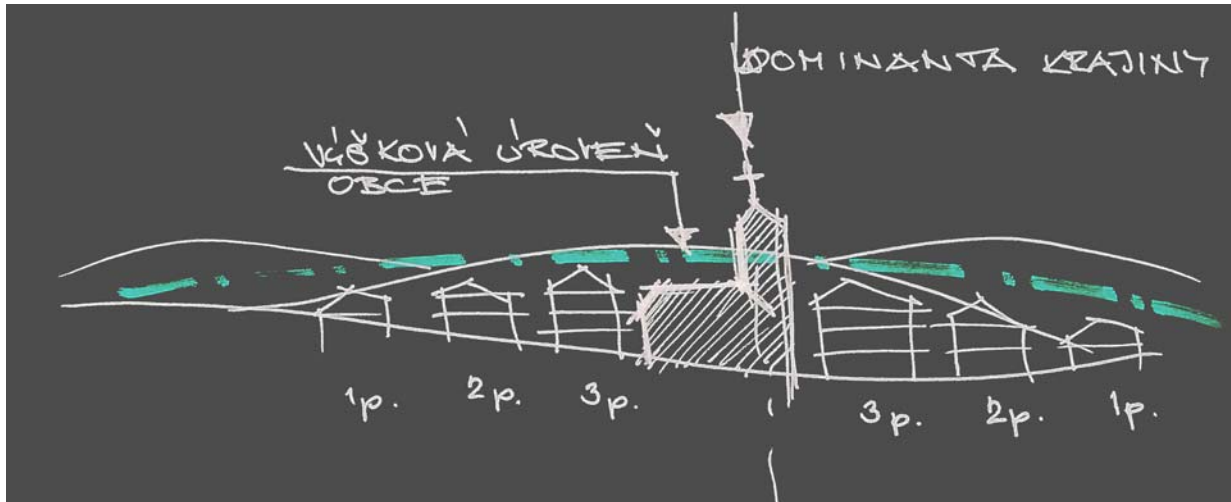 DOMINANTA KRAJINY
VÝŠKOVÁ ÚROVEŇ
OBCE
1p. 2p. 3p. 3p. 2p. 1p.